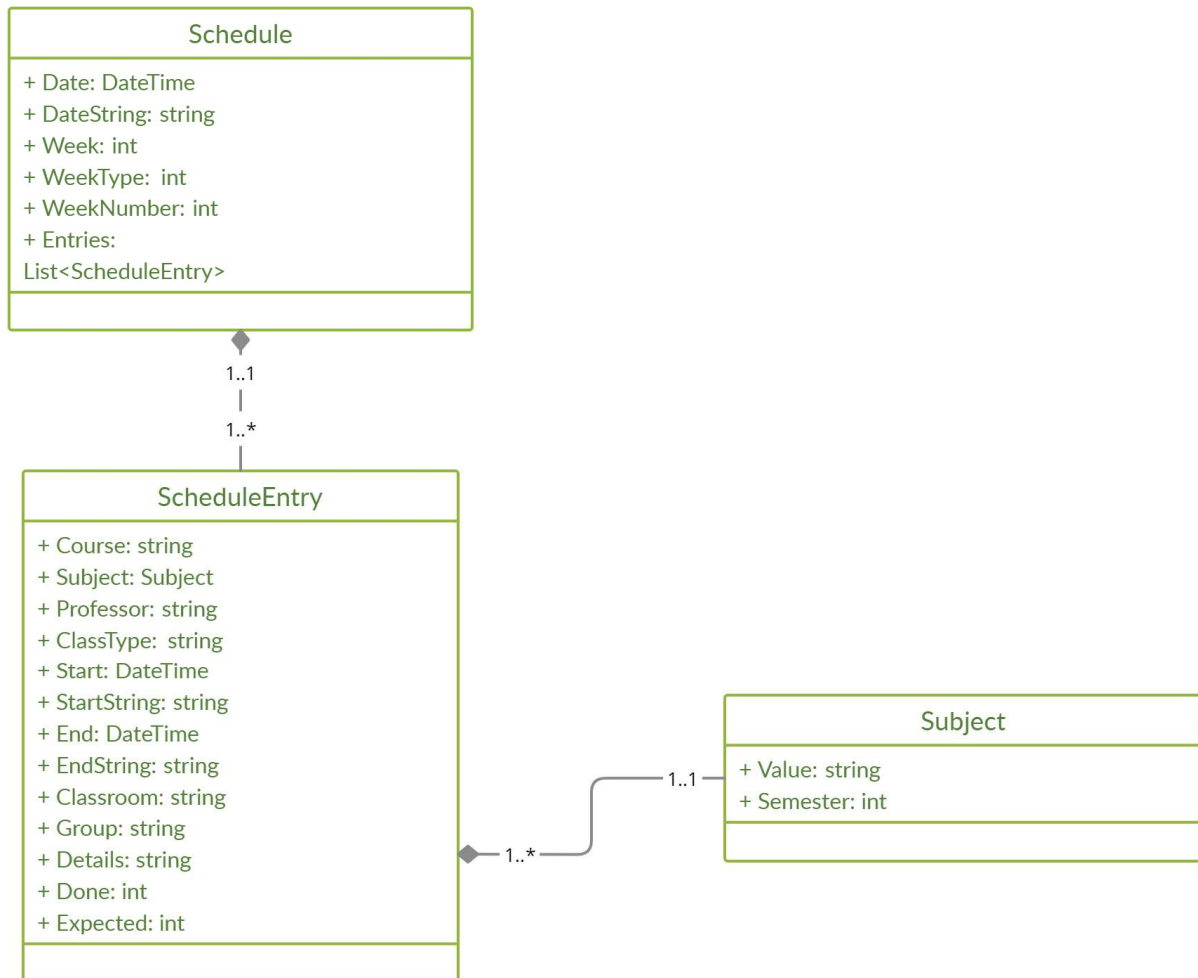 Schedule
+ Date: DateTime
+ DateString: string
+ Week: int
+ WeekType:  int
+ WeekNumber: int
+ Entries:
List<ScheduleEntry>
1..1
1..*
ScheduleEntry
+ Course: string
+ Subject: Subject
+ Professor: string
+ ClassType:  string
+ Start: DateTime
+ StartString: string
+ End: DateTime
+ EndString: string
+ Classroom: string
+ Group: string
+ Details: string
+ Done: int
+ Expected: int
1..*
1..1
Subject
+ Value: string
+ Semester: int